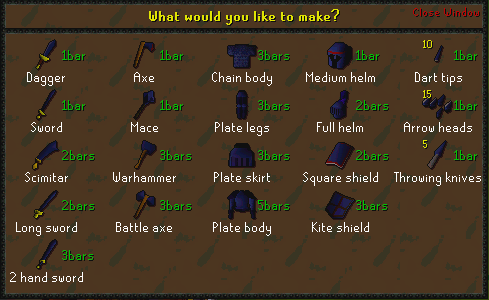 What would you like to make?
Close Window
1bar 1bar 3bars 1bar 10 1bar
Dagger Axe Chain body Medium helm Dart tips
1bar 1bar 3bars 2bars 15 1bar
Sword Mace Plate legs Full helm Arrow heads
2bars 3bars 3bars 2bars 5 1bar
Scimitar Warhammer Plate skirt Square shield Throwing knives
2bars 3bars 5bars 3bars
Long sword Battle axe Plate body Kite shield
3bars
2 hand sword